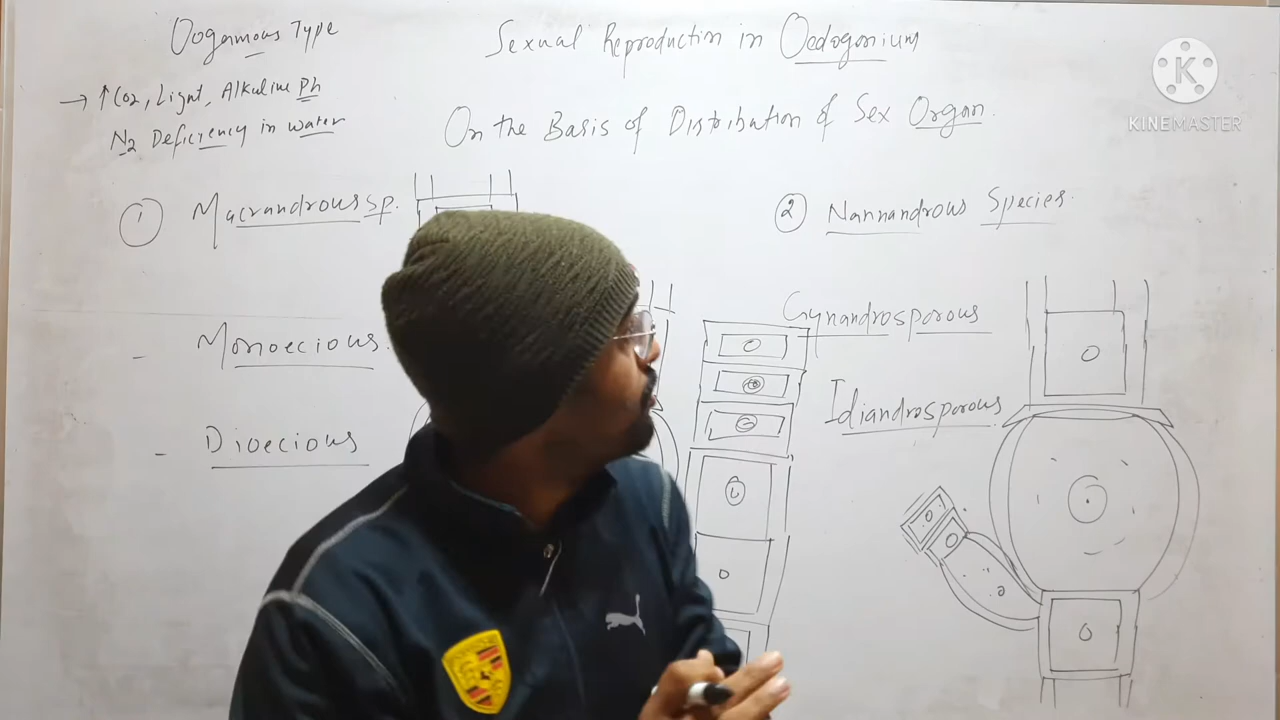 Oogamous Type
Sexual Reproduction in Oedogonium
→ ↑ Co2, Light, Alkaline Ph
N2 Deficiency in water
On the Basis of Distribution of Sex Organ.
KINEMASTER
① Macrandrous sp.
② Nannandrous Species.
Gynandrosporous
- Monoecious.
Idiandrosporous
- Dioecious